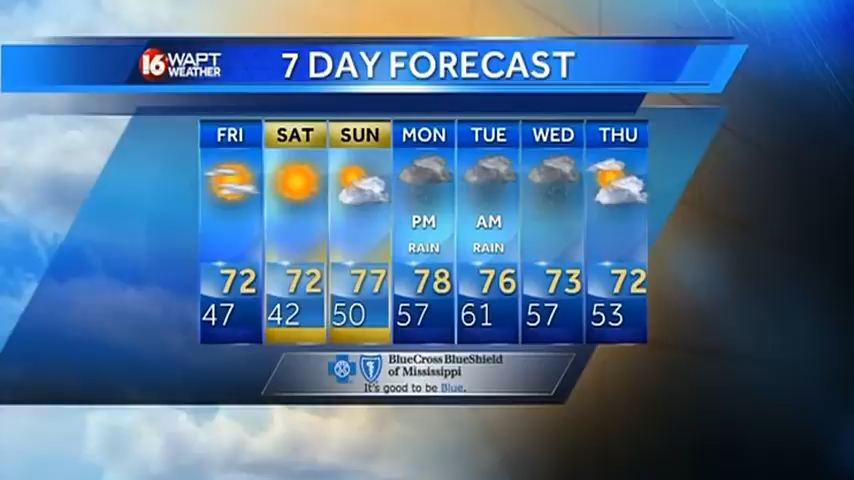 16 WAPT WEATHER
7 DAY FORECAST
FRI SAT SUN MON TUE WED THU
PM AM
RAIN RAIN
72 72 77 78 76 73 72
47 42 50 57 61 57 53
BlueCross BlueShield
of Mississippi
It's good to be Blue.